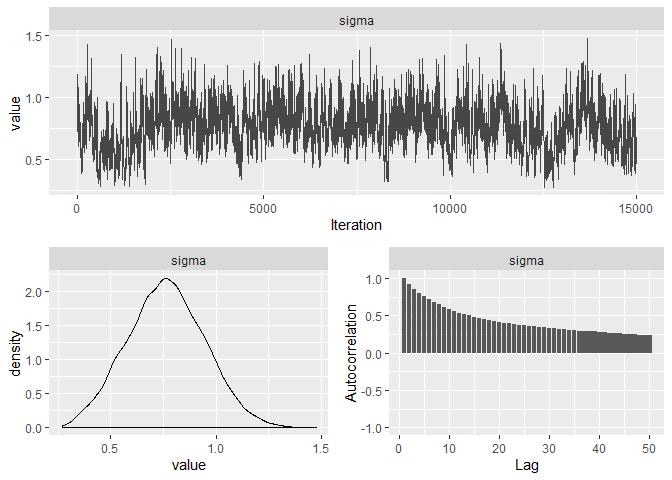 sigma
1.5
1.0
0.5
value
0 5000 10000 15000
Iteration
sigma
2.0
1.5
1.0
0.5
0.0
density
0.5 1.0 1.5
value
sigma
1.0
0.5
0.0
-0.5
-1.0
Autocorrelation
0 10 20 30 40 50
Lag